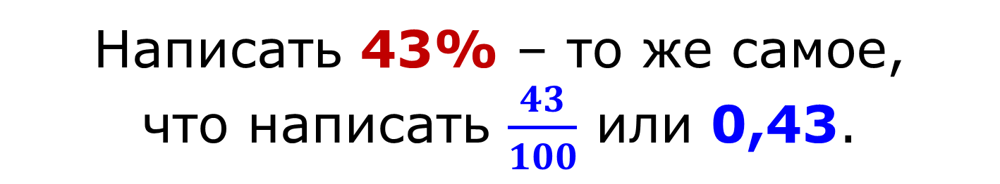 Написать 43% – то же самое,
что написать 43/100 или 0,43.